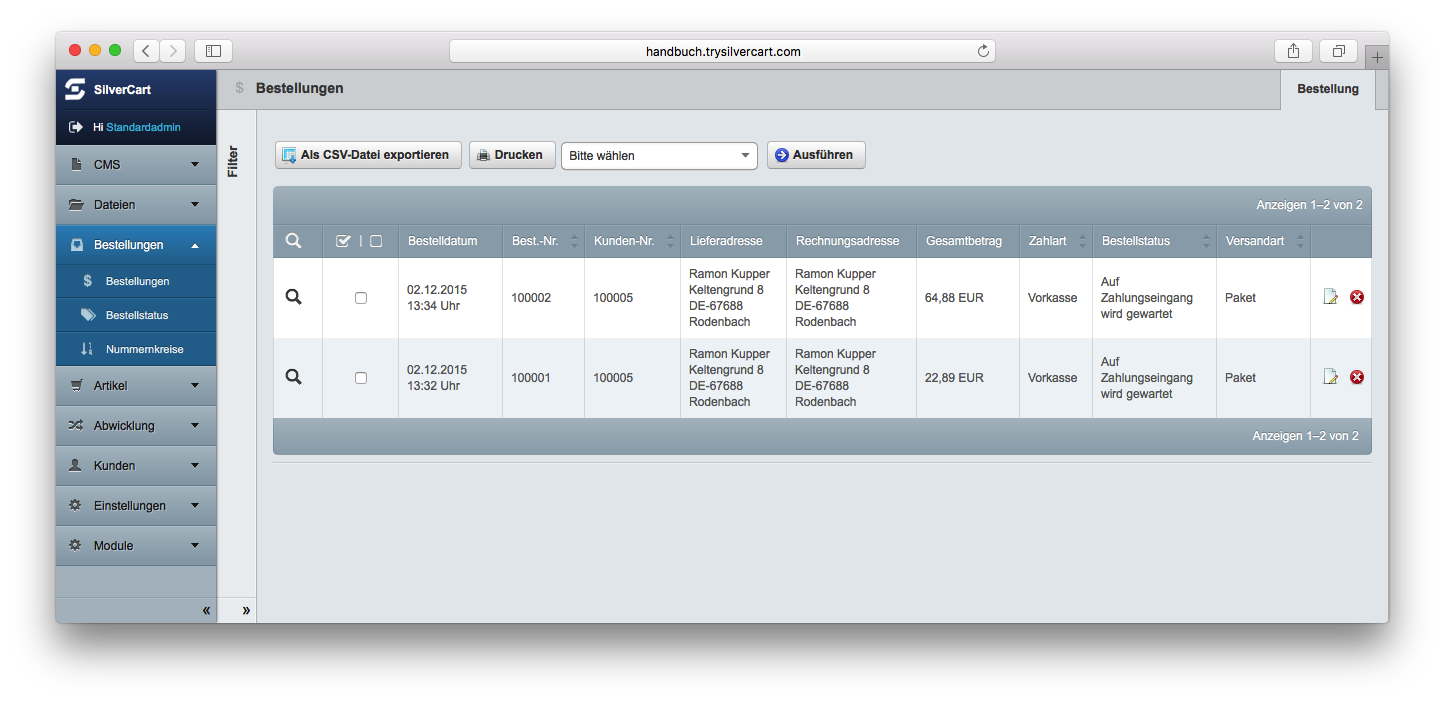 handbuch.trysilvercart.com
SilverCart
Hi Standardadmin
CMS
Dateien
Bestellungen
$ Bestellungen
Bestellstatus
Nummernkreise
Artikel
Abwicklung
Kunden
Einstellungen
Module
«
»
Filter
$ Bestellungen
Bestellung
Als CSV-Datei exportieren
Drucken
Bitte wählen
Ausführen
Anzeigen 1–2 von 2
| Bestelldatum Best.-Nr. Kunden-Nr. Lieferadresse Rechnungsadresse Gesamtbetrag Zahlart Bestellstatus Versandart
02.12.2015
13:34 Uhr
100002
100005
Ramon Kupper
Keltengrund 8
DE-67688
Rodenbach
Ramon Kupper
Keltengrund 8
DE-67688
Rodenbach
64,88 EUR
Vorkasse
Auf
Zahlungseingang
wird gewartet
Paket
02.12.2015
13:32 Uhr
100001
100005
Ramon Kupper
Keltengrund 8
DE-67688
Rodenbach
Ramon Kupper
Keltengrund 8
DE-67688
Rodenbach
22,89 EUR
Vorkasse
Auf
Zahlungseingang
wird gewartet
Paket
Anzeigen 1–2 von 2